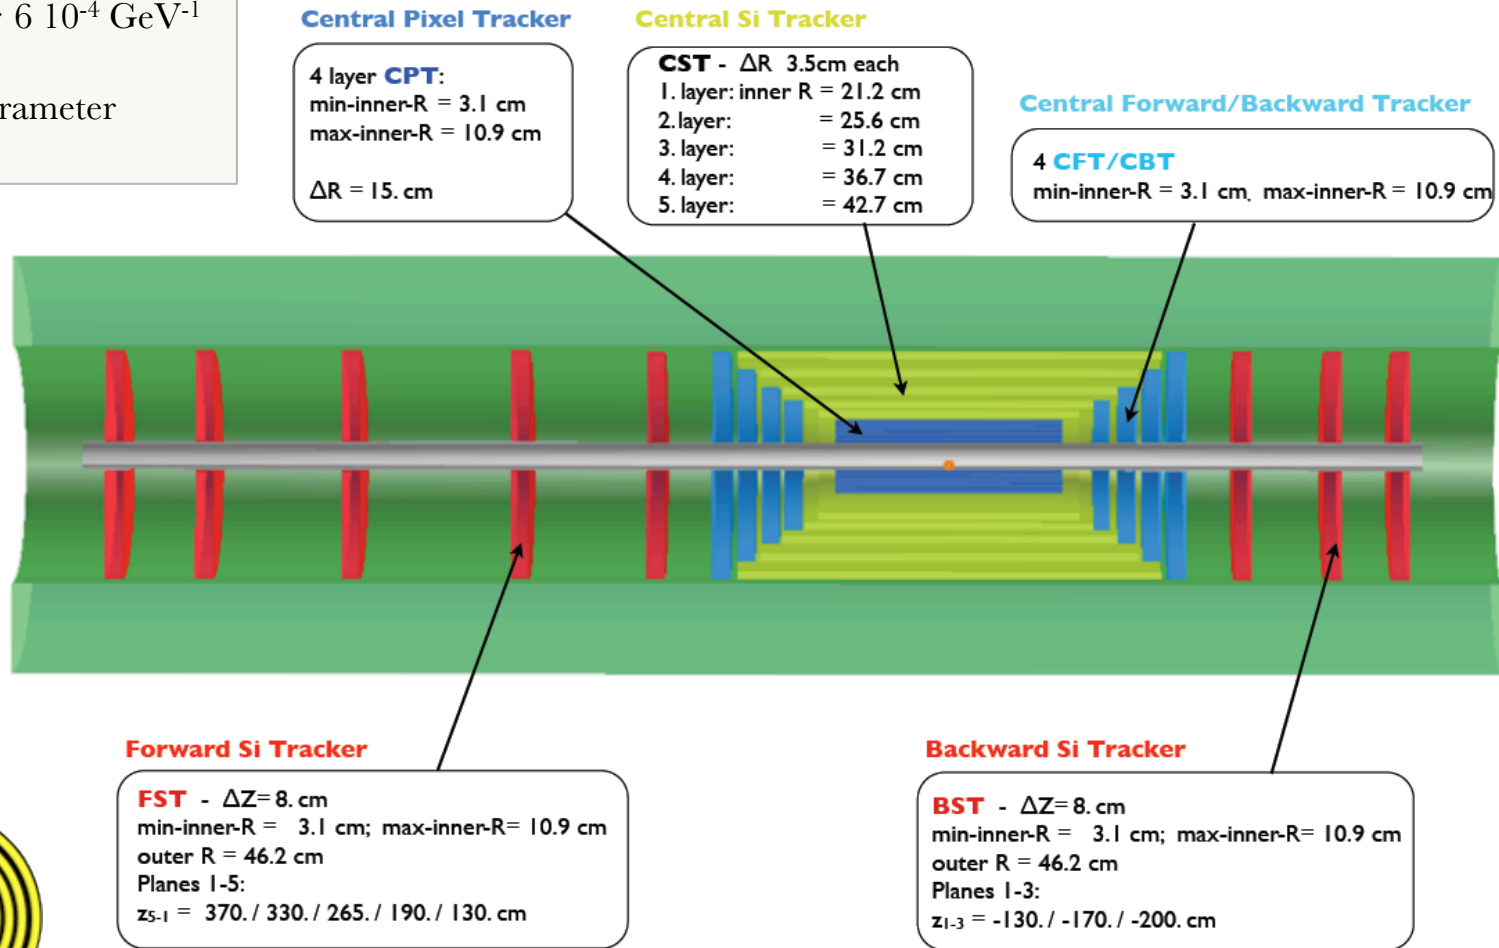 6 10-4 GeV-1
rameter
Central Pixel Tracker
4 layer CPT:
min-inner-R = 3.1 cm
max-inner-R = 10.9 cm
ΔR = 15. cm
Central Si Tracker
CST - ΔR 3.5cm each
1. layer: inner R = 21.2 cm
2. layer: = 25.6 cm
3. layer: = 31.2 cm
4. layer: = 36.7 cm
5. layer: = 42.7 cm
Central Forward/Backward Tracker
4 CFT/CBT
min-inner-R = 3.1 cm, max-inner-R = 10.9 cm
Forward Si Tracker
FST - ΔZ= 8. cm
min-inner-R = 3.1 cm; max-inner-R= 10.9 cm
outer R = 46.2 cm
Planes 1-5:
z5-1 = 370. / 330. / 265. / 190. / 130. cm
Backward Si Tracker
BST - ΔZ= 8. cm
min-inner-R = 3.1 cm; max-inner-R= 10.9 cm
outer R = 46.2 cm
Planes 1-3:
z1-3 = -130. / -170. / -200. cm